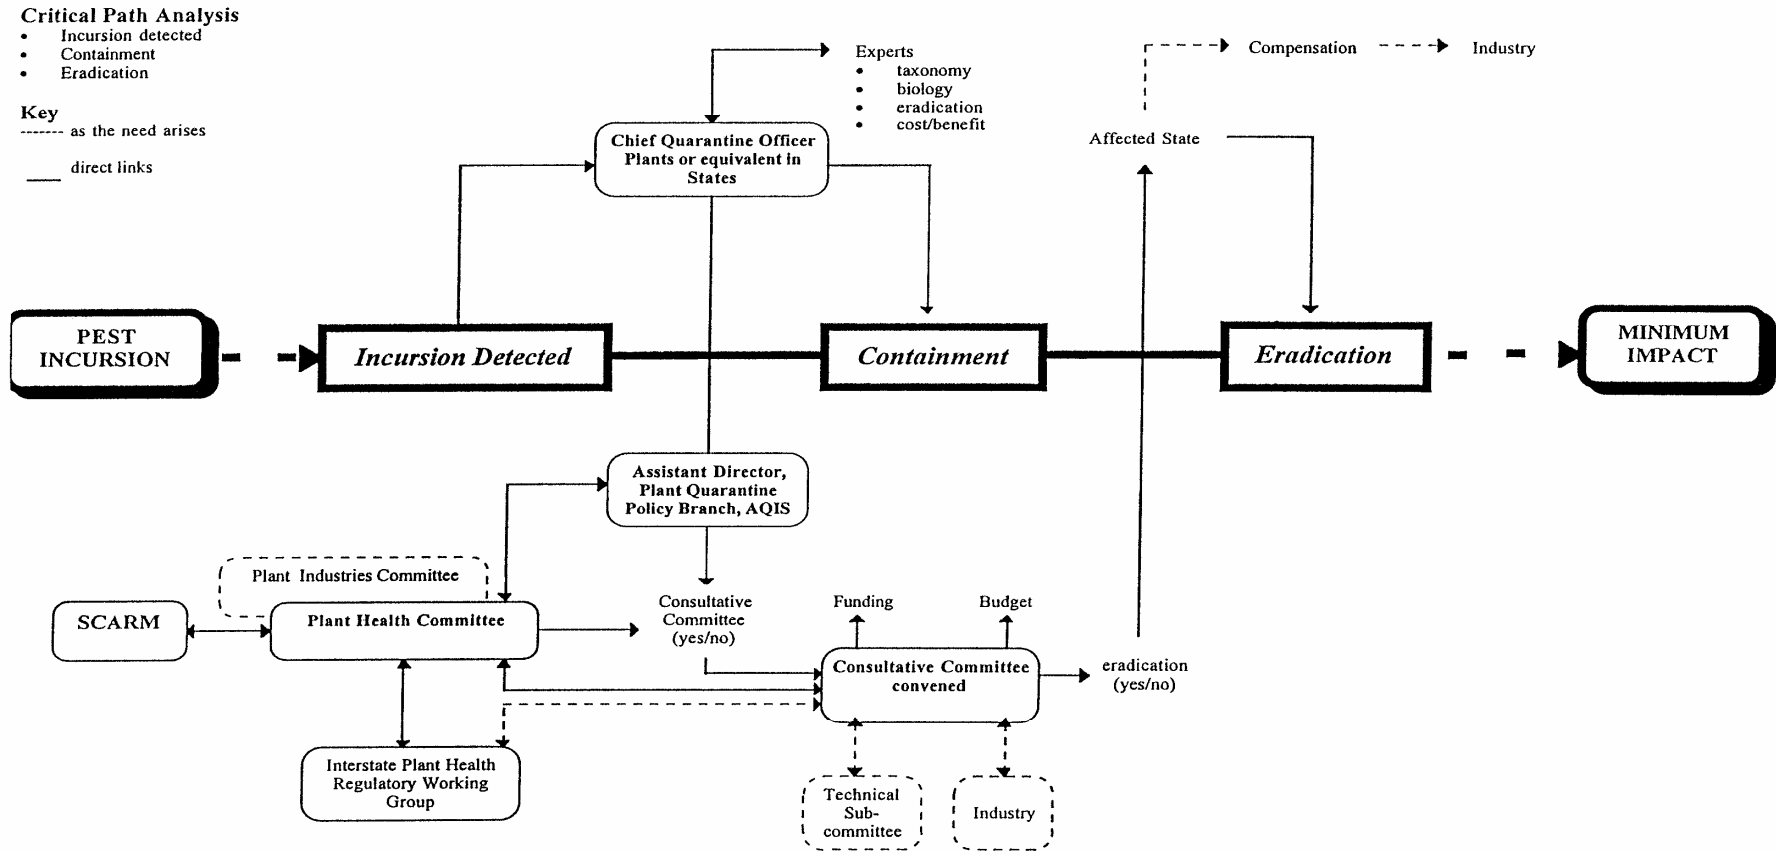 Critical Path Analysis
• Incursion detected
• Containment
• Eradication
Key
------- as the need arises
___ direct links
Experts
• taxonomy
• biology
• eradication
• cost/benefit
Compensation
Industry
Chief Quarantine Officer
Plants or equivalent in
States
Affected State
PEST
INCURSION
Incursion Detected
Containment
Eradication
MINIMUM
IMPACT
Assistant Director,
Plant Quarantine
Policy Branch, AQIS
Plant Industries Committee
SCARM
Plant Health Committee
Consultative
Committee
(yes/no)
Funding
Budget
Consultative Committee
convened
eradication
(yes/no)
Interstate Plant Health
Regulatory Working
Group
Technical
Sub-
committee
Industry